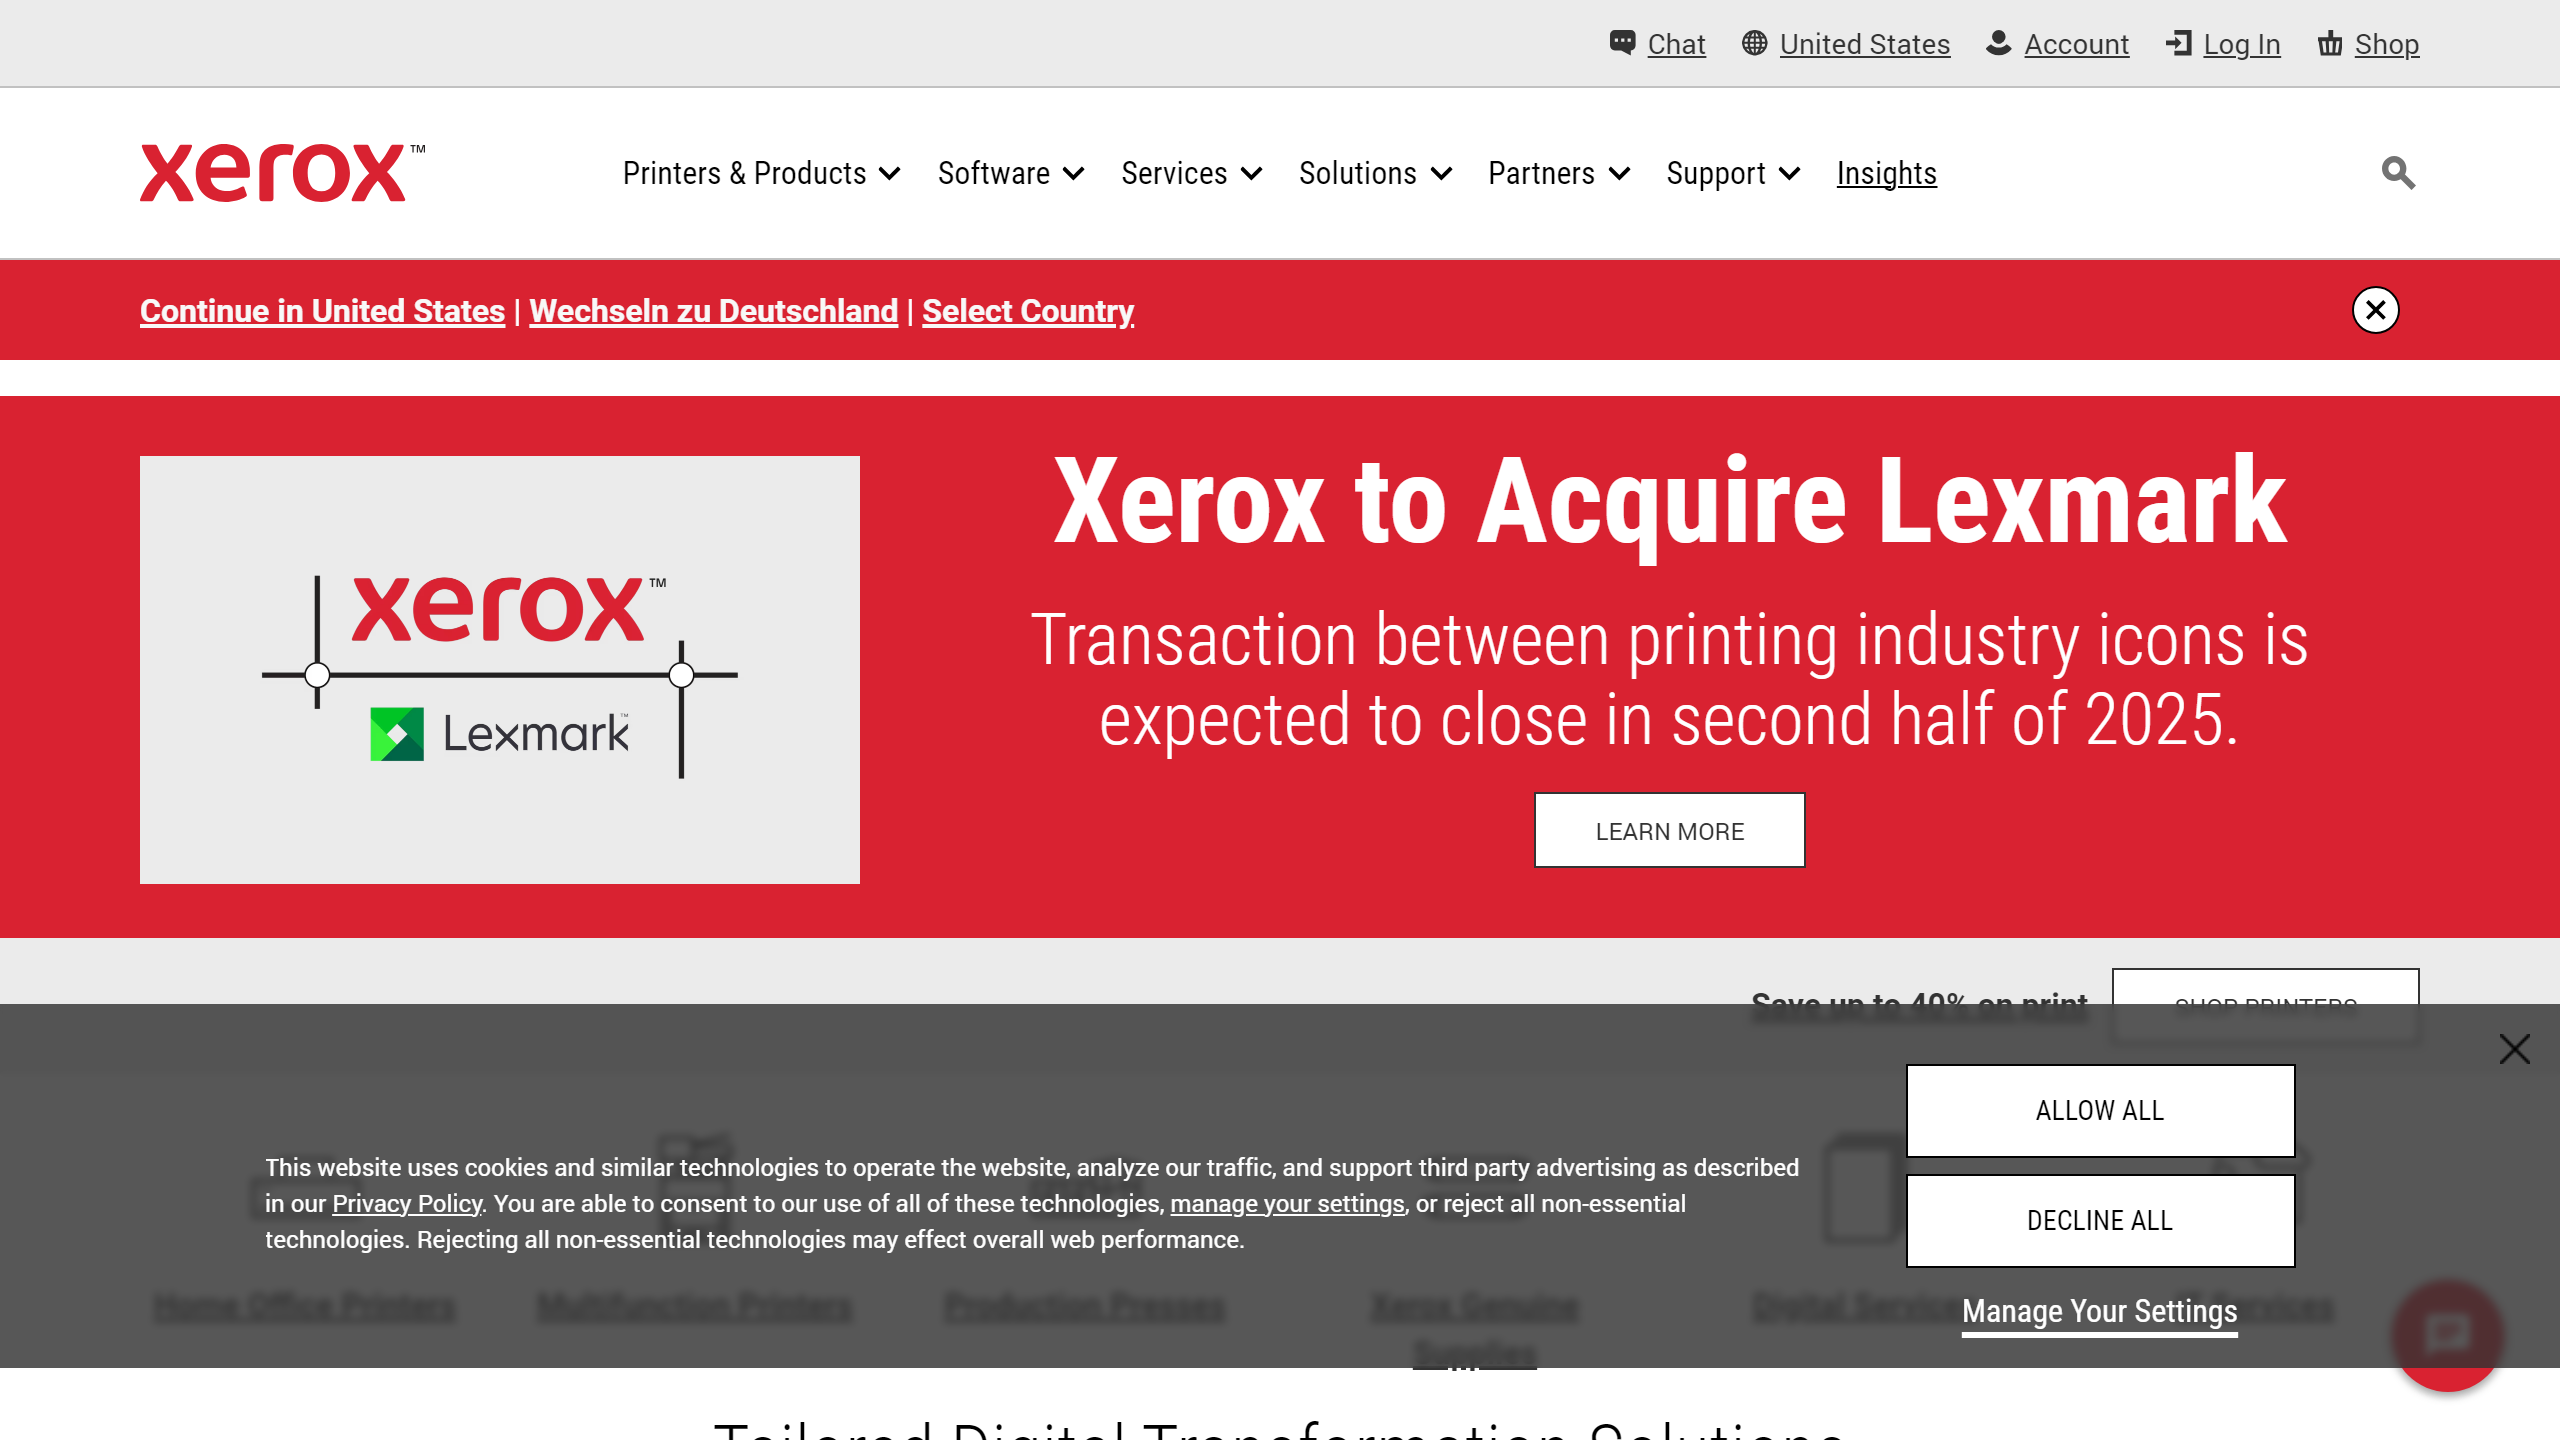 Chat United States Account Log In Shop
xerox™ Printers & Products Software Services Solutions Partners Support Insights
Continue in United States | Wechseln zu Deutschland | Select Country
xerox™
Lexmark™
Xerox to Acquire Lexmark
Transaction between printing industry icons is
expected to close in second half of 2025.
LEARN MORE
Save up to 40% on print SHOP PRINTERS
This website uses cookies and similar technologies to operate the website, analyze our traffic, and support third party advertising as described
in our Privacy Policy. You are able to consent to our use of all of these technologies, manage your settings, or reject all non-essential
technologies. Rejecting all non-essential technologies may effect overall web performance.
ALLOW ALL
DECLINE ALL
Manage Your Settings
Home Office Printers Multifunction Printers Production Presses Xerox Genuine Digital Services Services
Supplies
Tailored Digital Transformation Solutions